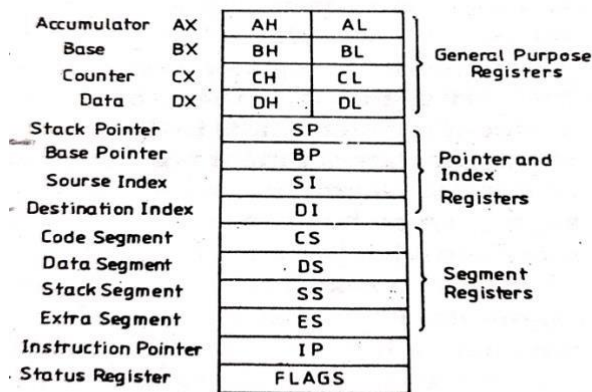 Accumulator AX AH AL
Base BX BH BL
Counter CX CH CL
Data DX DH DL
General Purpose
Registers
Stack Pointer SP
Base Pointer BP
Sourse Index SI
Destination Index DI
Pointer and
Index
Registers
Code Segment CS
Data Segment DS
Stack Segment SS
Extra Segment ES
Segment
Registers
Instruction Pointer IP
Status Register FLAGS